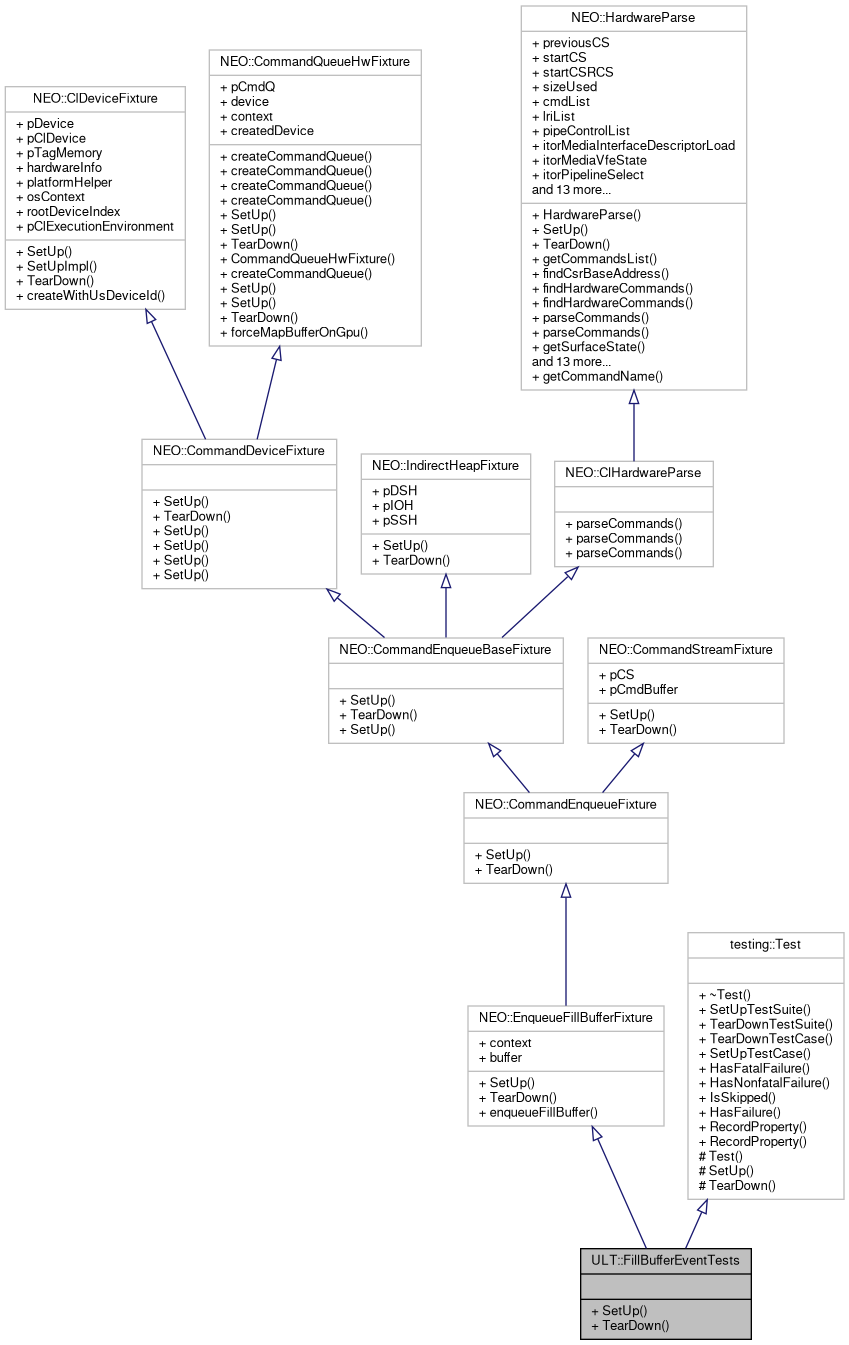 NEO::HardwareParse
+ previousCS
+ startCS
+ startCSRCS
+ sizeUsed
+ cmdList
+ lriList
+ pipeControlList
+ itorMediaInterfaceDescriptorLoad
+ itorMediaVfeState
+ itorPipelineSelect
and 13 more...
+ HardwareParse()
+ SetUp()
+ TearDown()
+ getCommandsList()
+ findCsrBaseAddress()
+ findHardwareCommands()
+ findHardwareCommands()
+ parseCommands()
+ parseCommands()
+ getSurfaceState()
and 13 more...
+ getCommandName()
NEO::CommandQueueHwFixture
+ pCmdQ
+ device
+ context
+ createdDevice
+ createCommandQueue()
+ createCommandQueue()
+ createCommandQueue()
+ createCommandQueue()
+ SetUp()
+ SetUp()
+ TearDown()
+ CommandQueueHwFixture()
+ createCommandQueue()
+ SetUp()
+ SetUp()
+ TearDown()
+ forceMapBufferOnGpu()
NEO::ClDeviceFixture
+ pDevice
+ pClDevice
+ pTagMemory
+ hardwareInfo
+ platformHelper
+ osContext
+ rootDeviceIndex
+ pClExecutionEnvironment
+ SetUp()
+ SetUpImpl()
+ TearDown()
+ createWithUsDeviceId()
NEO::CommandDeviceFixture
+ SetUp()
+ TearDown()
+ SetUp()
+ SetUp()
+ SetUp()
+ SetUp()
NEO::IndirectHeapFixture
+ pDSH
+ pIOH
+ pSSH
+ SetUp()
+ TearDown()
NEO::ClHardwareParse
+ parseCommands()
+ parseCommands()
+ parseCommands()
NEO::CommandEnqueueBaseFixture
+ SetUp()
+ TearDown()
+ SetUp()
NEO::CommandStreamFixture
+ pCS
+ pCmdBuffer
+ SetUp()
+ TearDown()
NEO::CommandEnqueueFixture
+ SetUp()
+ TearDown()
testing::Test
+ ~Test()
+ SetUpTestSuite()
+ TearDownTestSuite()
+ TearDownTestCase()
+ SetUpTestCase()
+ HasFatalFailure()
+ HasNonfatalFailure()
+ IsSkipped()
+ HasFailure()
+ RecordProperty()
+ RecordProperty()
# Test()
# SetUp()
# TearDown()
NEO::EnqueueFillBufferFixture
+ context
+ buffer
+ SetUp()
+ TearDown()
+ enqueueFillBuffer()
ULT::FillBufferEventTests
+ SetUp()
+ TearDown()